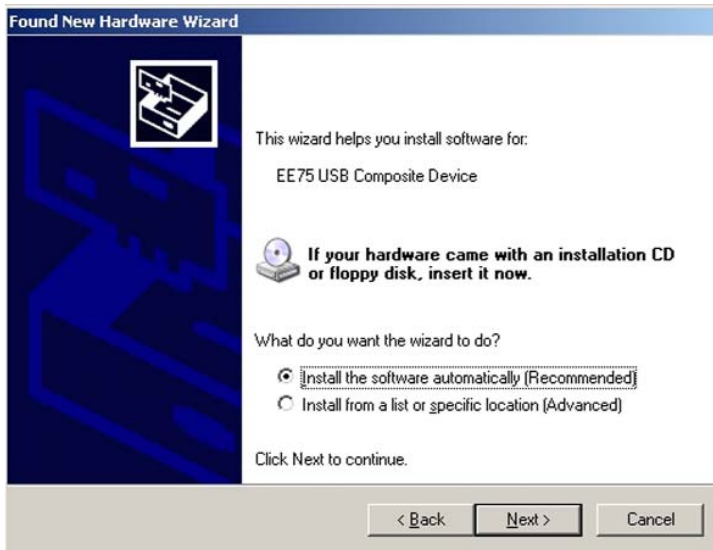 Found New Hardware Wizard
This wizard helps you install software for:
EE75 USB Composite Device
If your hardware came with an installation CD
or floppy disk, insert it now.
What do you want the wizard to do?
Install the software automatically (Recommended)
Install from a list or specific location (Advanced)
Click Next to continue.
< Back Next > Cancel